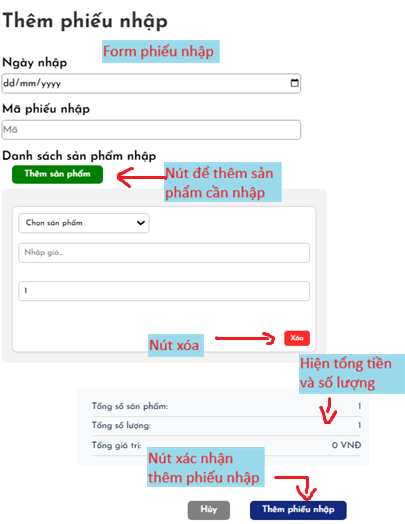 Thêm phiếu nhập
Form phiếu nhập
Ngày nhập
dd/mm/yyyy
Mã phiếu nhập
Mã
Danh sách sản phẩm nhập
Thêm sản phẩm
Nút để thêm sản
phẩm cần nhập
Chọn sản phẩm
Nhập giá...
1
Nút xóa
Xóa
Hiện tổng tiền
và số lượng
Tổng số sản phẩm: 1
Tổng số lượng: 1
Tổng giá trị: 0 VNĐ
Nút xác nhận
thêm phiếu nhập
Hủy
Thêm phiếu nhập